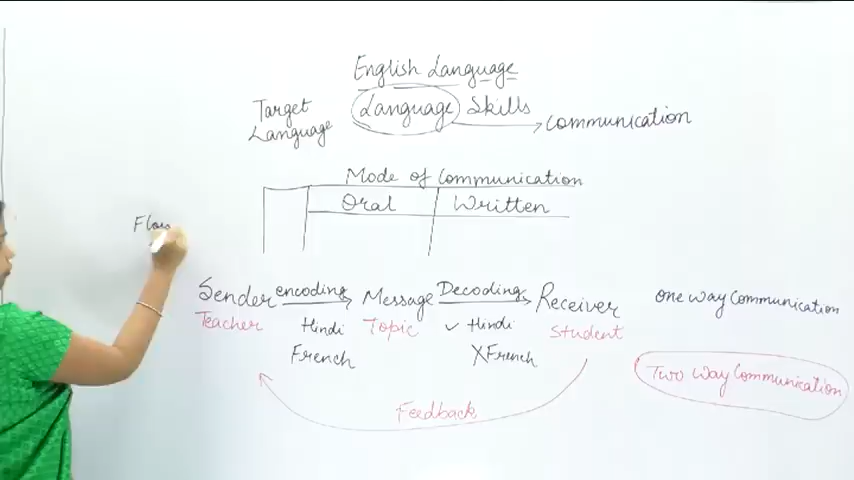 English Language
Target Language
Language Skills
Communication
Mode of Communication
Oral Written
Sender encoding Message Decoding Receiver
Teacher Hindi Topic ✓ Hindi Student
French X French
Feedback
one way Communication
Two Way Communication